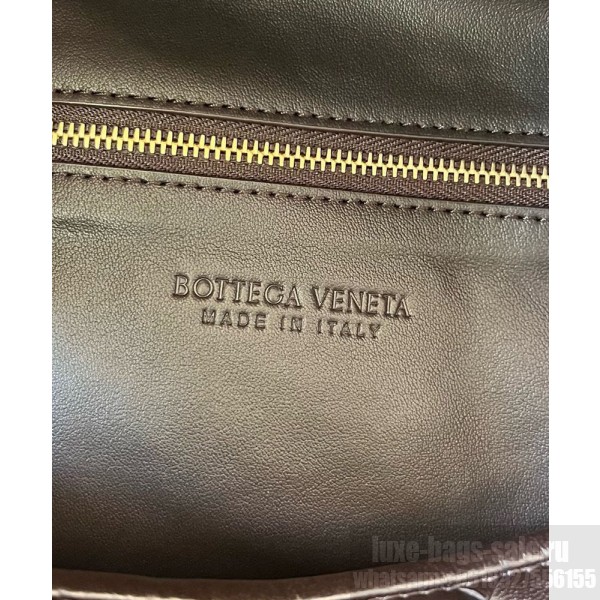 BOTTEGA VENETA
MADE IN ITALY
luxe-bags-sale.ru